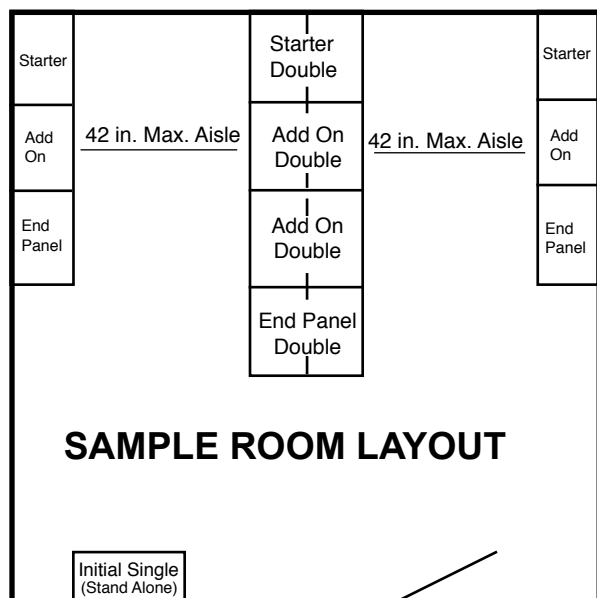 Starter
Starter
Double
Starter
Add
On
42 in. Max. Aisle
Add On
Double
42 in. Max. Aisle
Add
On
End
Panel
Add On
Double
End
Panel
End Panel
Double
SAMPLE ROOM LAYOUT
Initial Single
(Stand Alone)